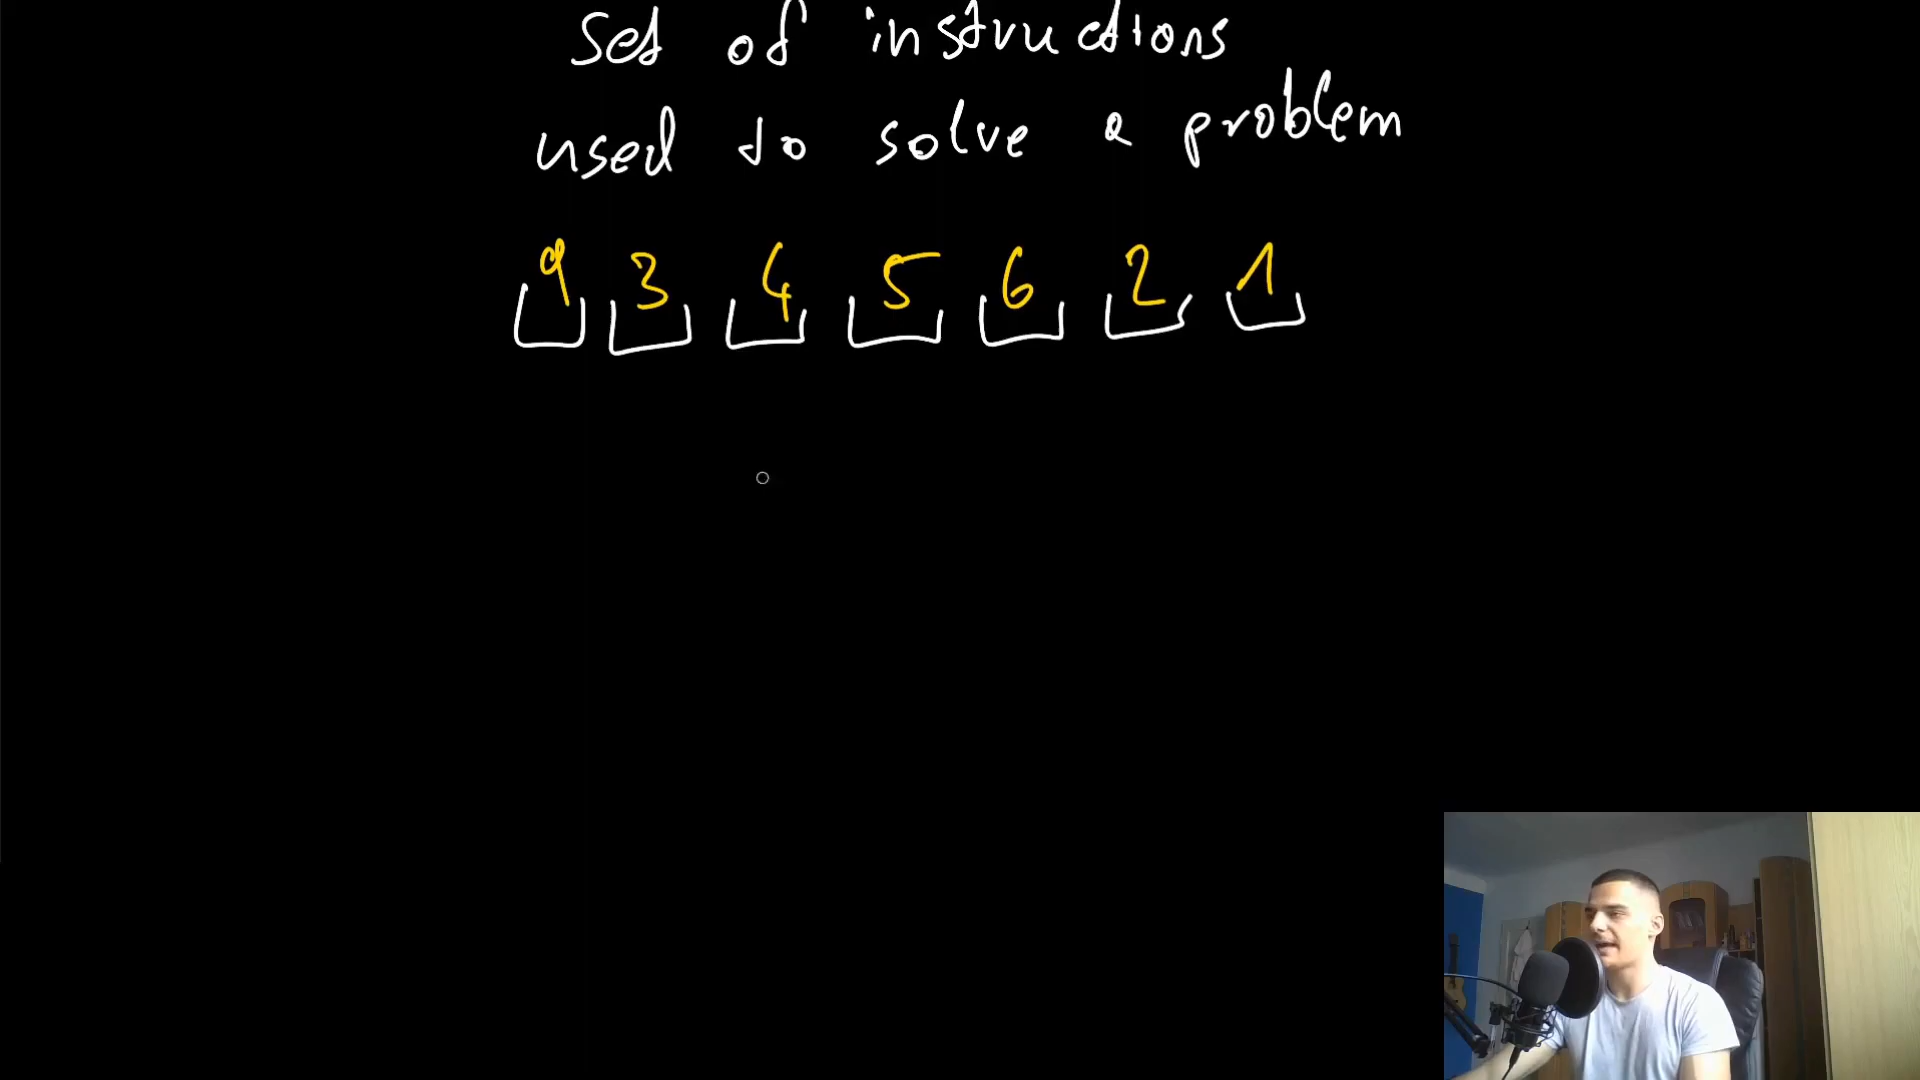 set of instructions
used to solve a problem
9 3 4 5 6 2 1